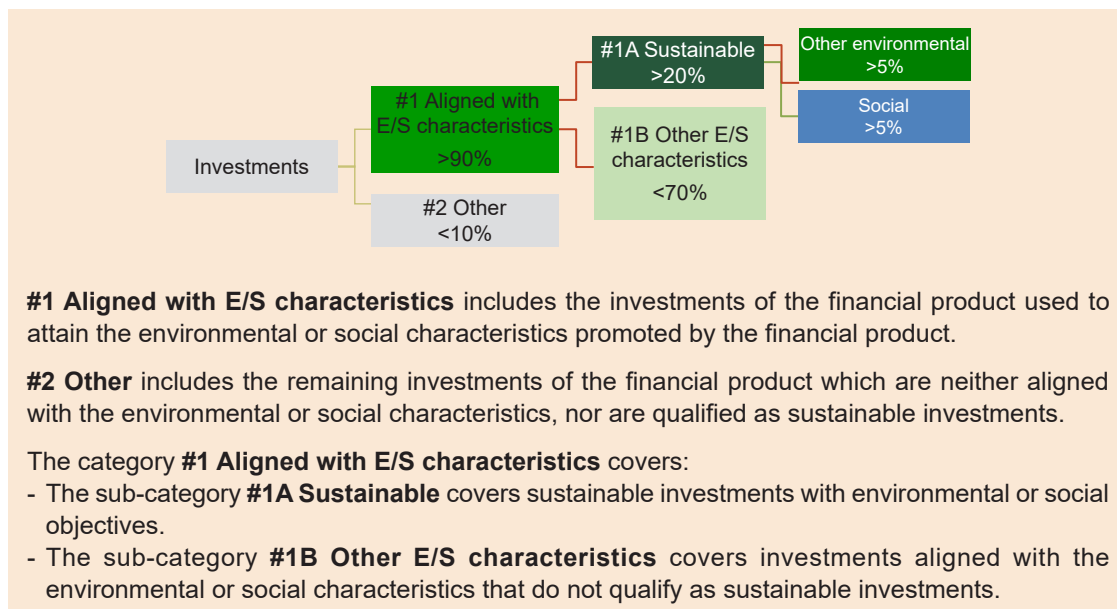 #1A Sustainable
>20%
Other environmental
>5%
Social
>5%
#1 Aligned with
E/S characteristics
>90%
#1B Other E/S
characteristics
<70%
Investments
#2 Other
<10%
#1 Aligned with E/S characteristics includes the investments of the financial product used to
attain the environmental or social characteristics promoted by the financial product.
#2 Other includes the remaining investments of the financial product which are neither aligned
with the environmental or social characteristics, nor are qualified as sustainable investments.
The category #1 Aligned with E/S characteristics covers:
- The sub-category #1A Sustainable covers sustainable investments with environmental or social
objectives.
- The sub-category #1B Other E/S characteristics covers investments aligned with the
environmental or social characteristics that do not qualify as sustainable investments.